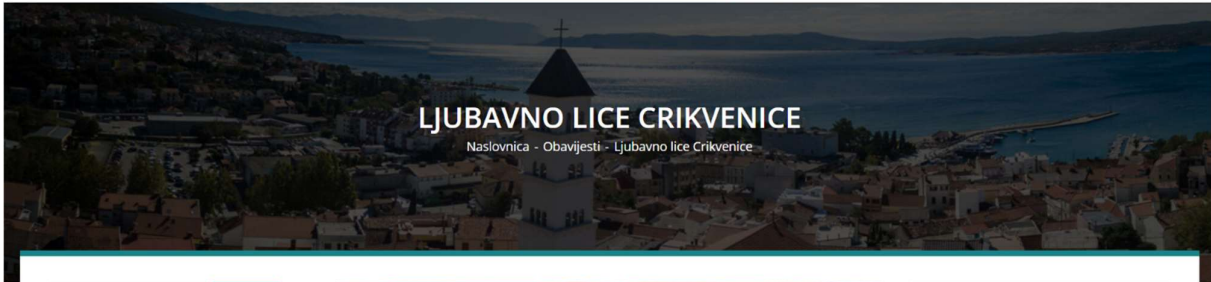 LJUBAVNO LICE CRIKVENICE
Naslovnica - Obavijesti - Ljubavno lice Crikvenice